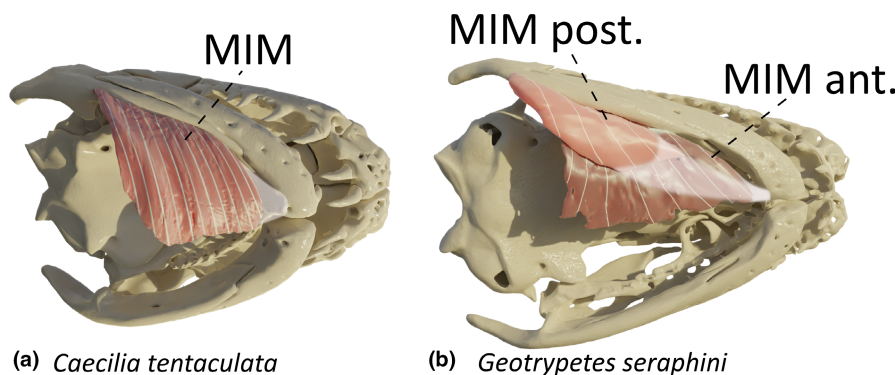 MIM
MIM post.
MIM ant.
(a) Caecilia tentaculata
(b) Geotrypetes seraphini